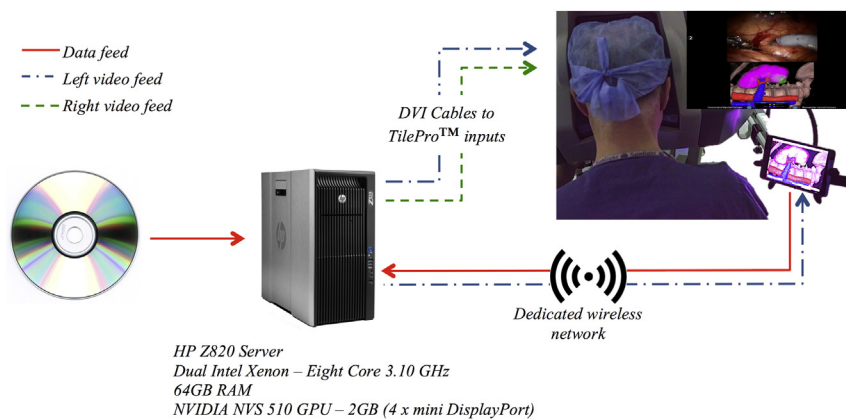 Data feed
Left video feed
Right video feed
DVI Cables to
TilePro™ inputs
Dedicated wireless
network
HP Z820 Server
Dual Intel Xenon – Eight Core 3.10 GHz
64GB RAM
NVIDIA NVS 510 GPU – 2GB (4 x mini DisplayPort)